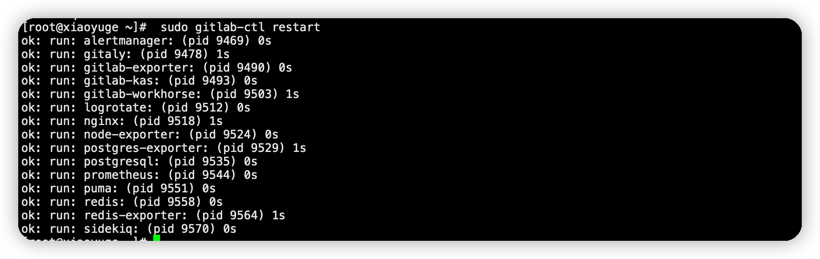 [root@xiaoyuge ~]#  sudo gitlab-ctl restart
ok: run: alertmanager: (pid 9469) 0s
ok: run: gitaly: (pid 9478) 1s
ok: run: gitlab-exporter: (pid 9490) 0s
ok: run: gitlab-kas: (pid 9493) 0s
ok: run: gitlab-workhorse: (pid 9503) 1s
ok: run: logrotate: (pid 9512) 0s
ok: run: nginx: (pid 9518) 1s
ok: run: node-exporter: (pid 9524) 0s
ok: run: postgres-exporter: (pid 9529) 1s
ok: run: postgresql: (pid 9535) 0s
ok: run: prometheus: (pid 9544) 0s
ok: run: puma: (pid 9551) 0s
ok: run: redis: (pid 9558) 0s
ok: run: redis-exporter: (pid 9564) 1s
ok: run: sidekiq: (pid 9570) 0s
[root@xiaoyuge ~]#